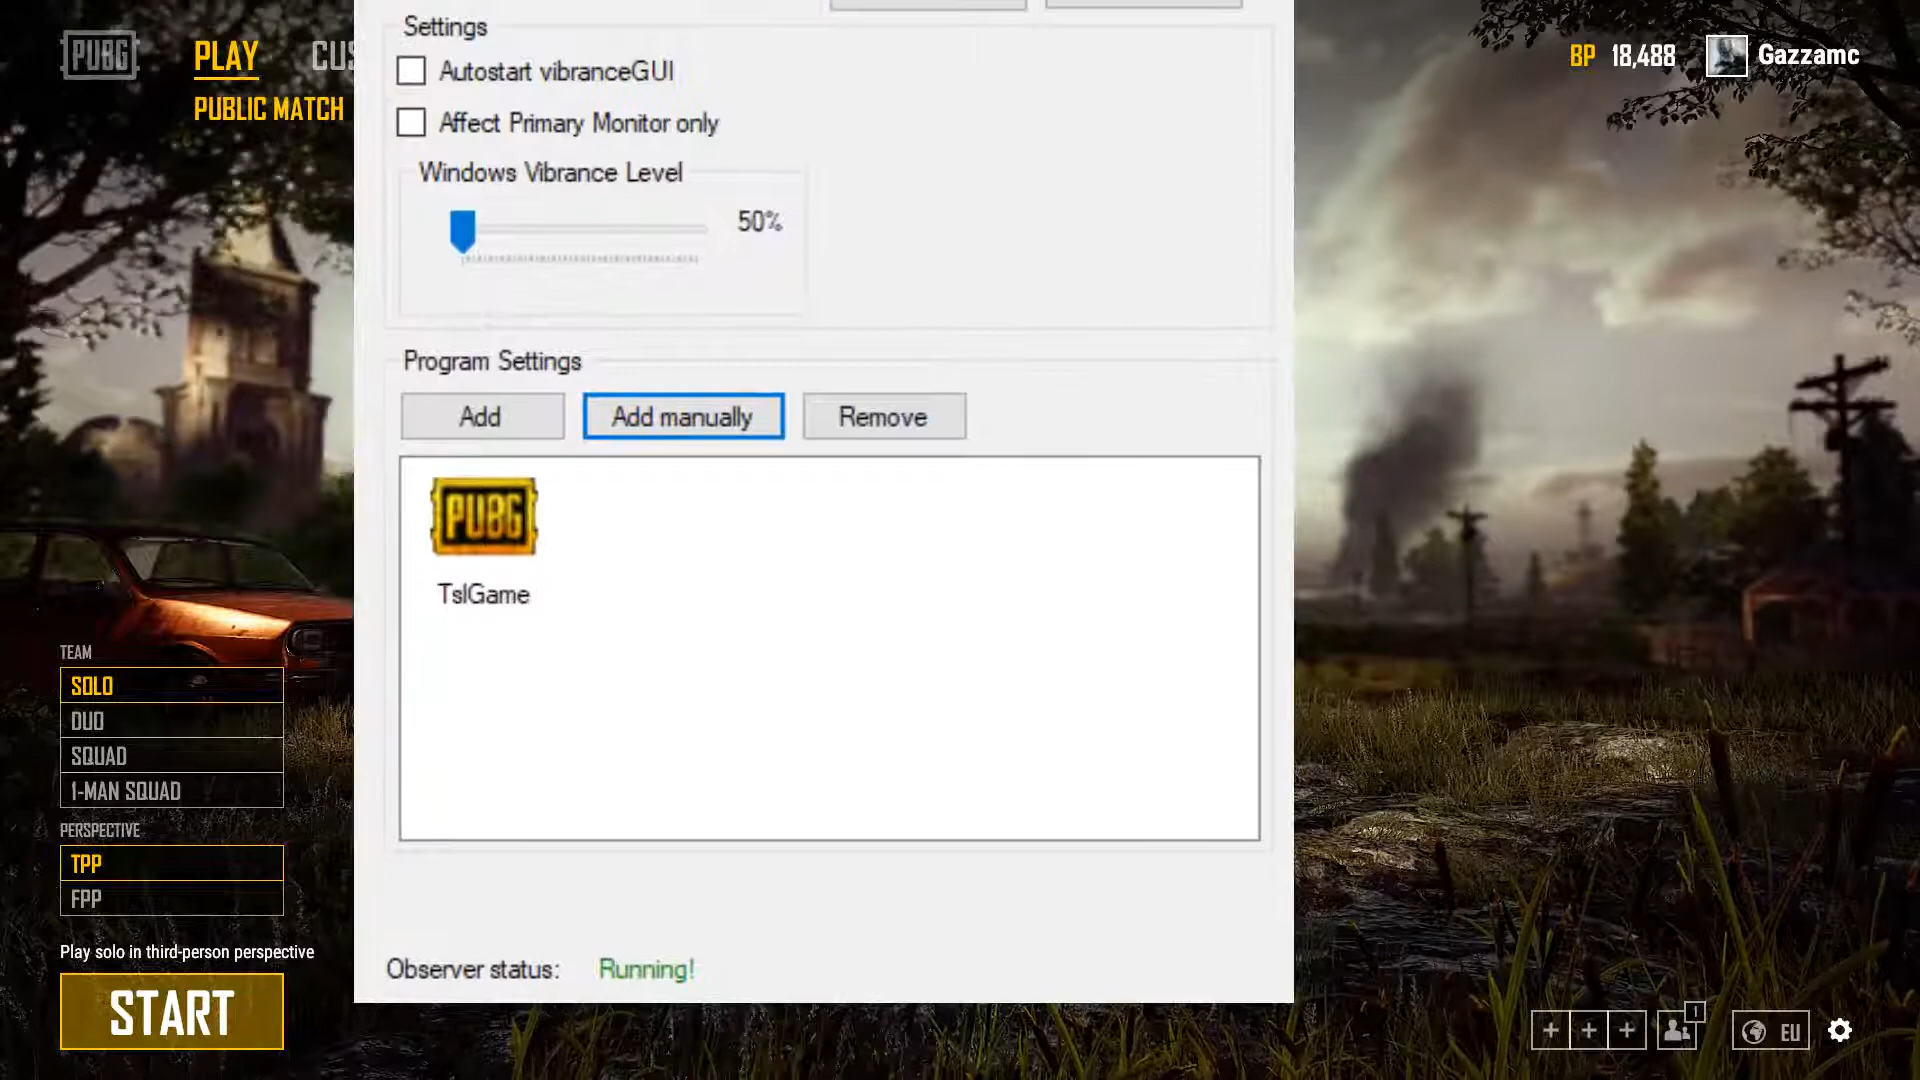 PUBG
PLAY
CUS
PUBLIC MATCH
BP 18,488
Gazzamc
Settings
Autostart vibranceGUI
Affect Primary Monitor only
Windows Vibrance Level
50%
Program Settings
Add
Add manually
Remove
PUBG
TslGame
TEAM
SOLO
DUO
SQUAD
1-MAN SQUAD
PERSPECTIVE
TPP
FPP
Play solo in third-person perspective
START
Observer status: Running!
+ + +
1
EU